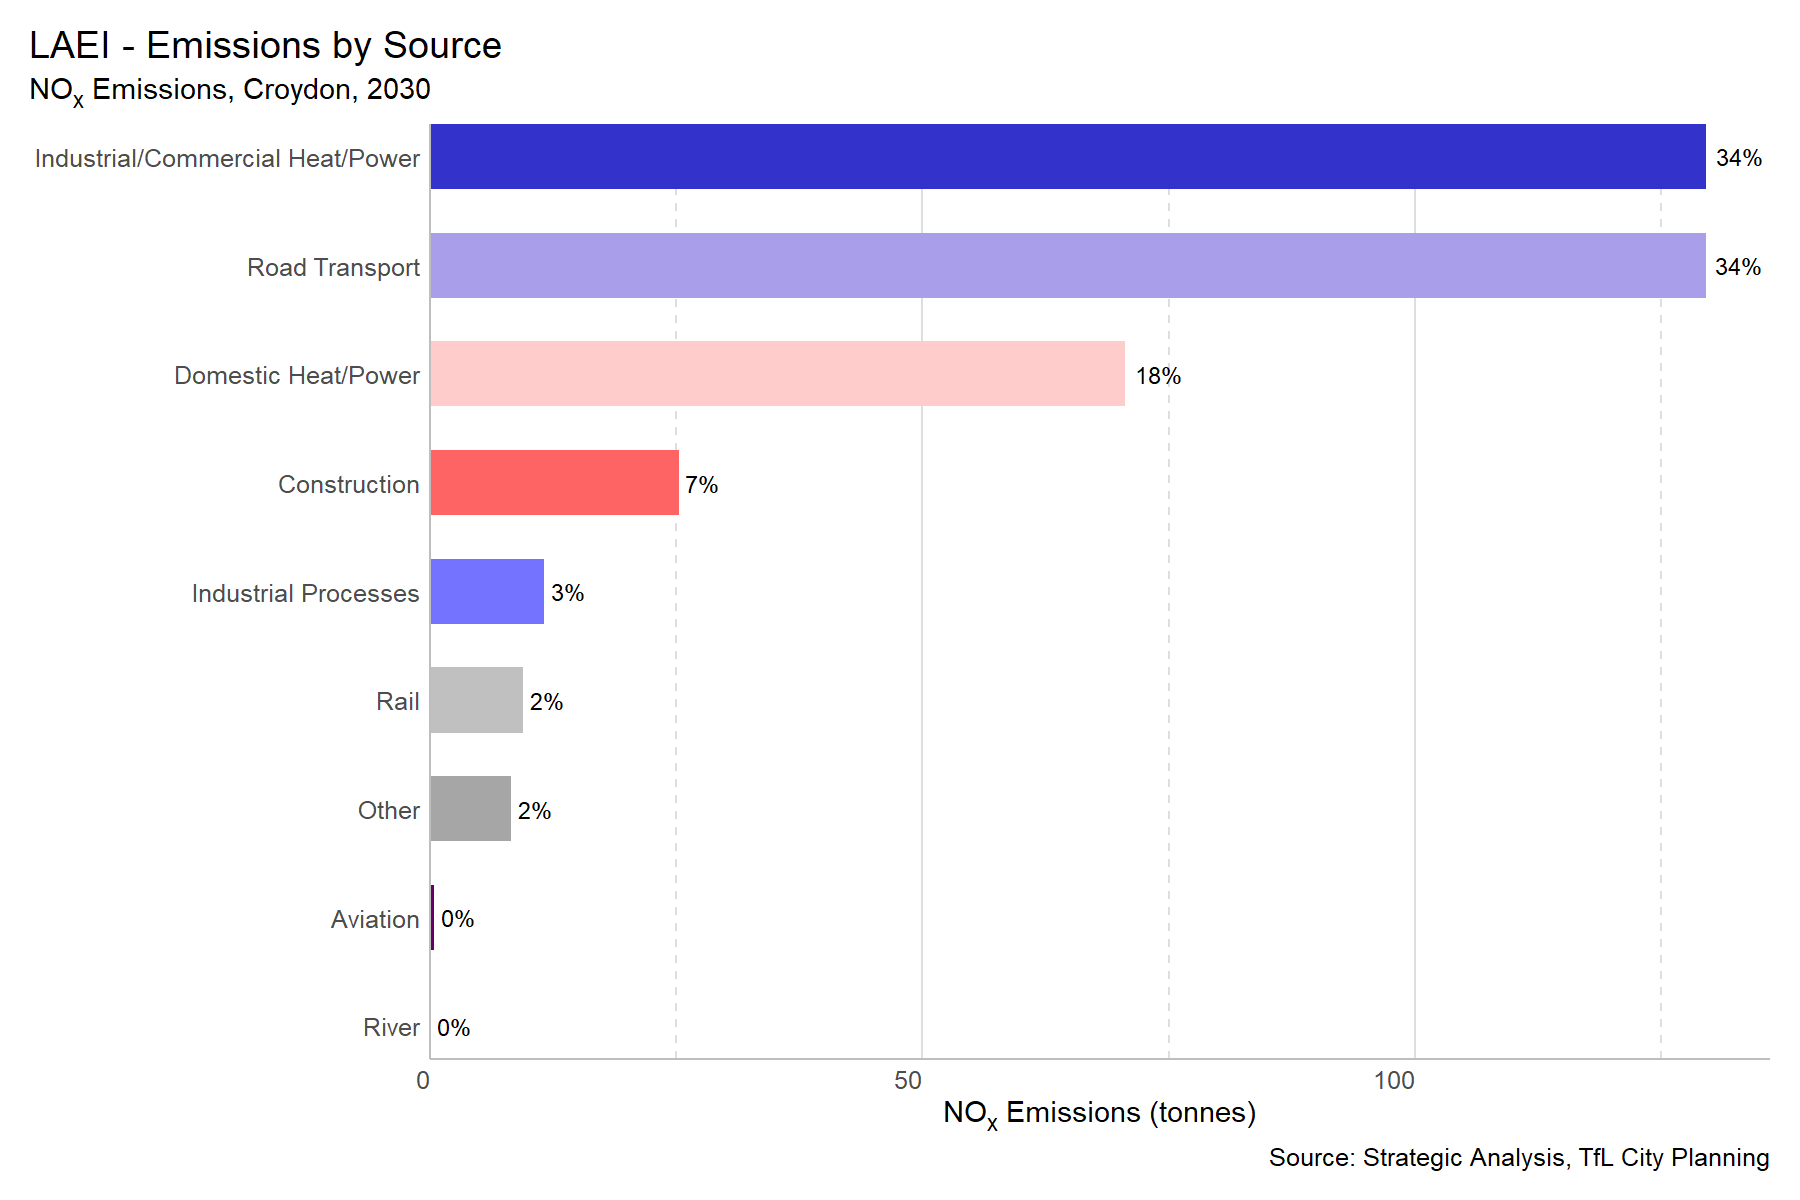 LAEI - Emissions by Source
NOx Emissions, Croydon, 2030
Industrial/Commercial Heat/Power 34%
Road Transport 34%
Domestic Heat/Power 18%
Construction 7%
Industrial Processes 3%
Rail 2%
Other 2%
Aviation 0%
River 0%
0 50 100
NOx Emissions (tonnes)
Source: Strategic Analysis, TfL City Planning